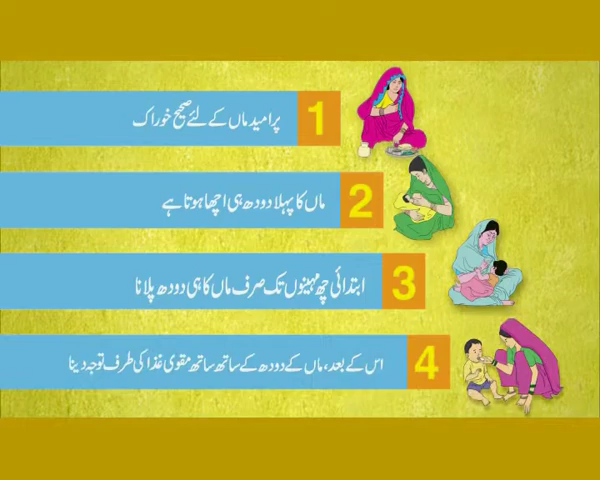 1 پرامید ماں کے لئے صحیح خوراک
2 ماں کا پہلا دودھ ہی اچھا ہوتا ہے
3 ابتدائی چھ مہینوں تک صرف ماں کا ہی دودھ پلانا
4 اس کے بعد، ماں کے دودھ کے ساتھ ساتھ مقوی غذا کی طرف توجہ دینا